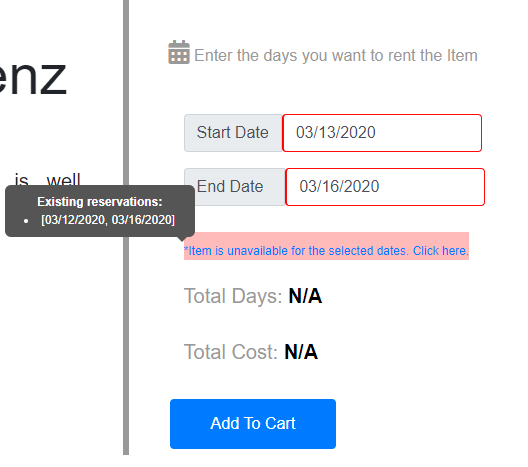 enz
is well
Existing reservations:
[03/12/2020, 03/16/2020]
Enter the days you want to rent the Item
Start Date 03/13/2020
End Date 03/16/2020
*Item is unavailable for the selected dates. Click here.
Total Days: N/A
Total Cost: N/A
Add To Cart